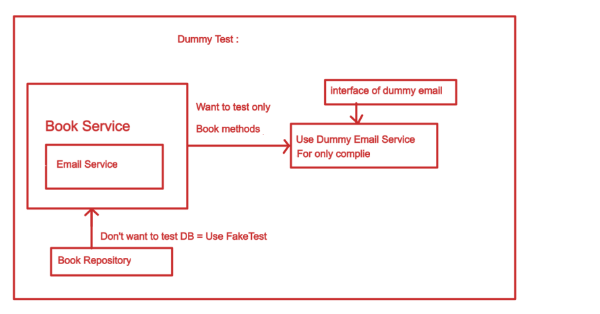 Dummy Test :
interface of dummy email
Want to test only
Book methods
Book Service
Email Service
Use Dummy Email Service
For only complie
Don't want to test DB = Use FakeTest
Book Repository